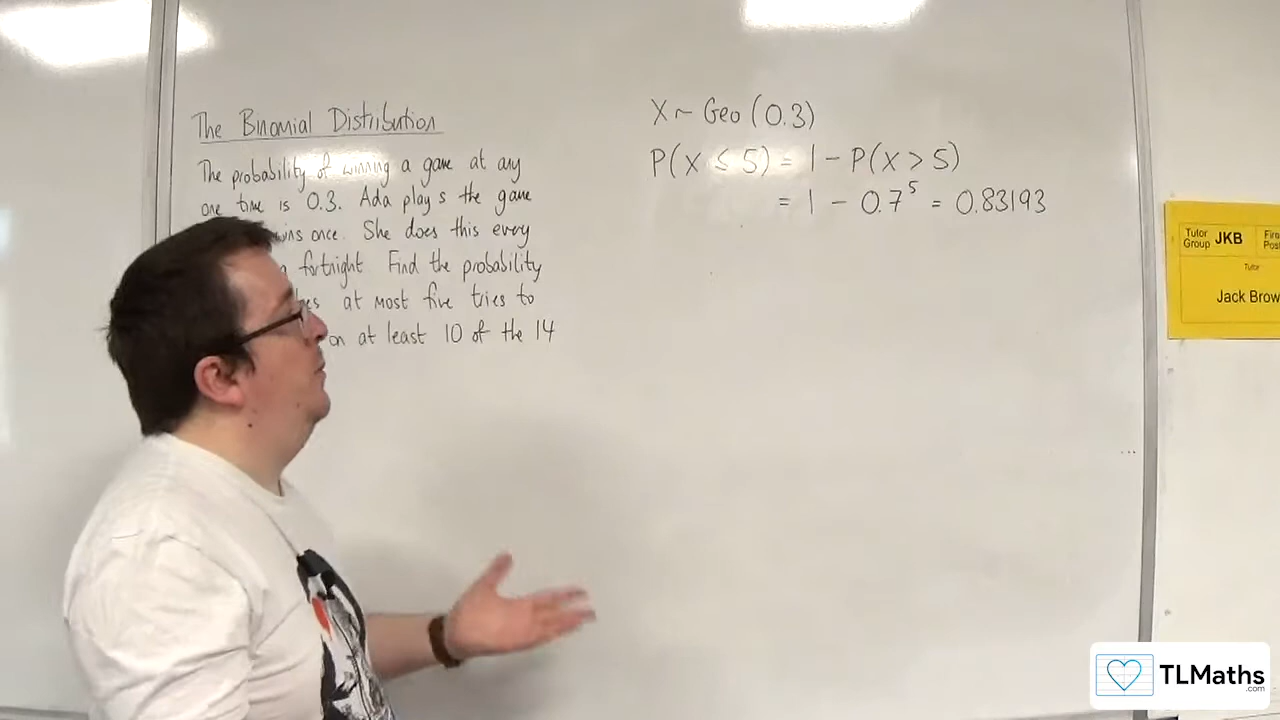 The Binomial Distribution
The probability of winning a game at any
one time is 0.3. Ada plays the game
wins once. She does this every
fortnight Find the probability
at most five tries to
on at least 10 of the 14
X ~ Geo (0.3)
P(X ≤ 5) = 1 - P(X > 5)
= 1 - 0.7⁵ = 0.83193
Tutor
Group JKB
Tutor
Jack Brow
TLMaths
.com